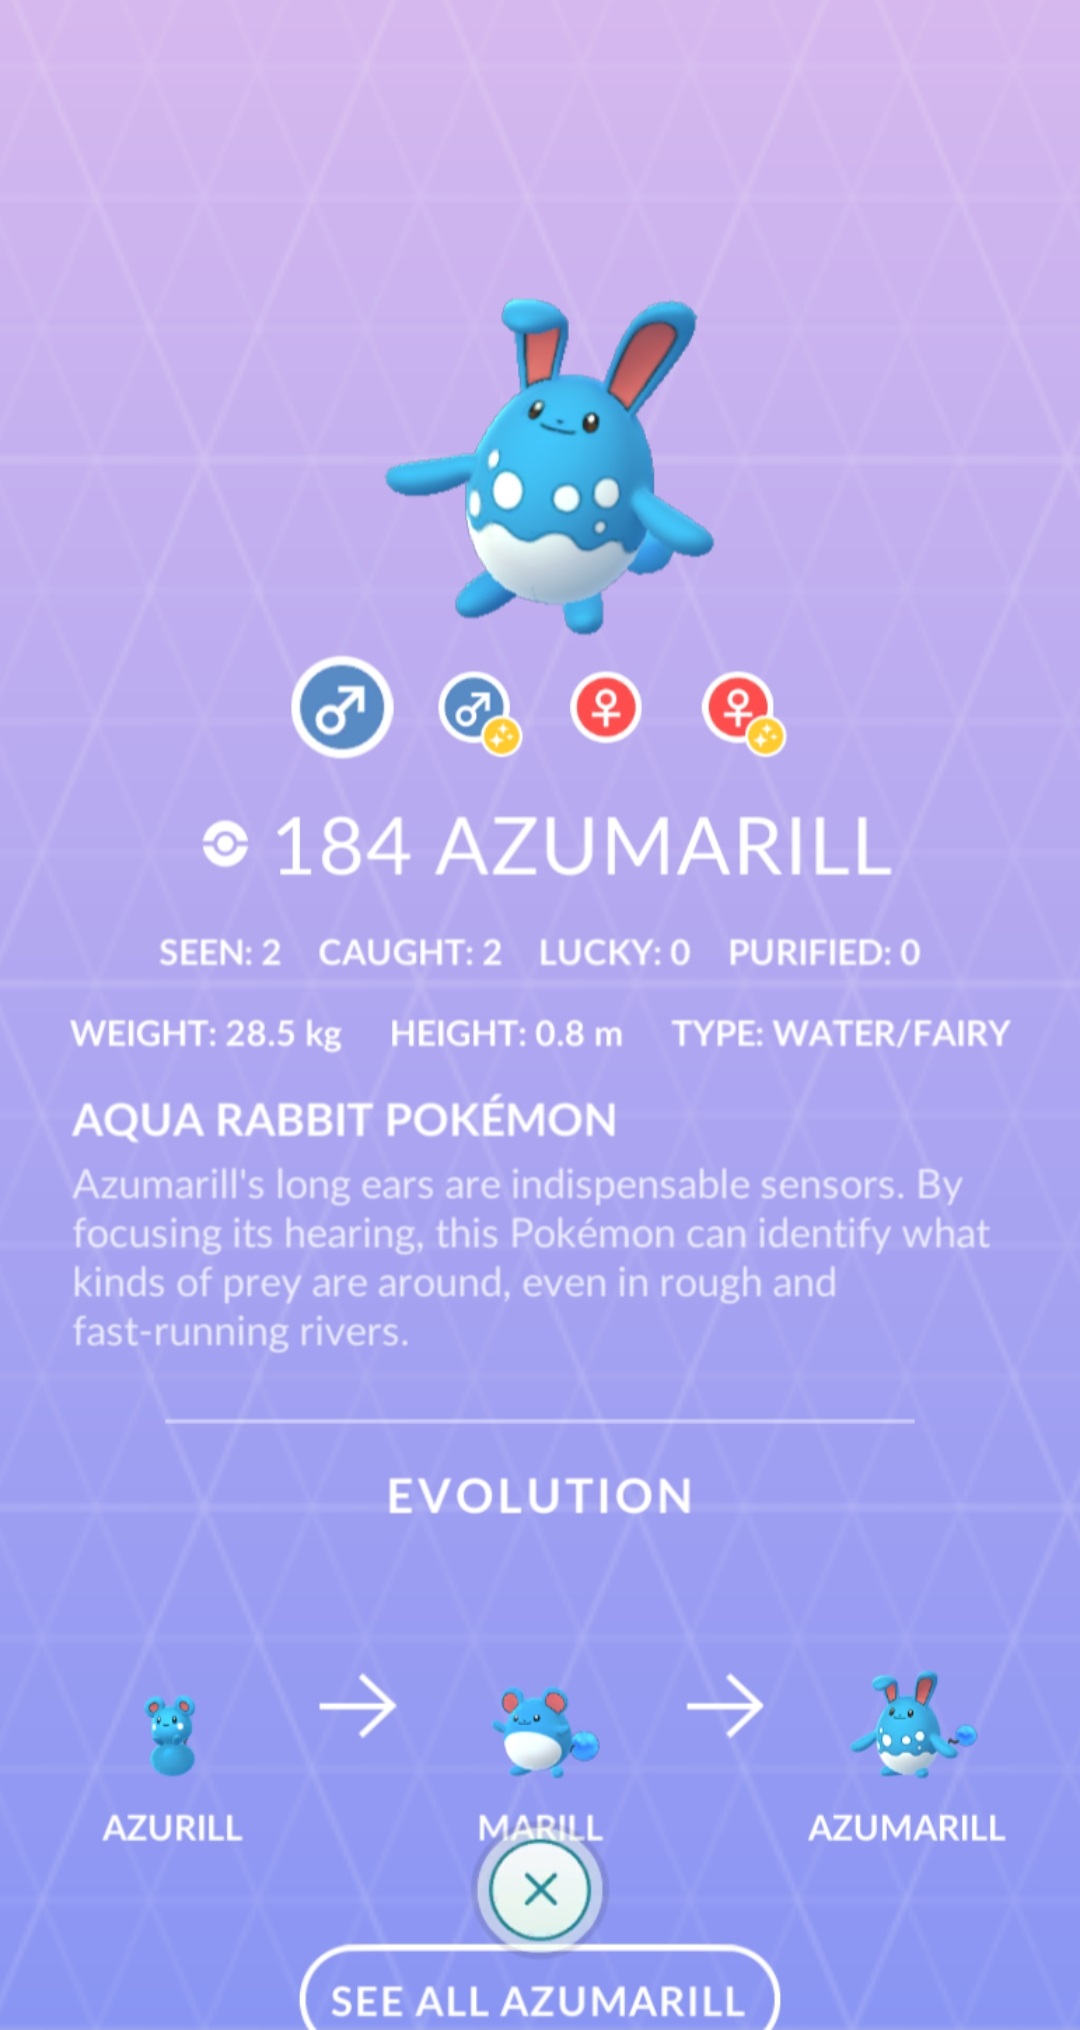 184 AZUMARILL
SEEN: 2 CAUGHT: 2 LUCKY: 0 PURIFIED: 0
WEIGHT: 28.5 kg HEIGHT: 0.8 m TYPE: WATER/FAIRY
AQUA RABBIT POKÉMON
Azumarill's long ears are indispensable sensors. By
focusing its hearing, this Pokémon can identify what
kinds of prey are around, even in rough and
fast-running rivers.
EVOLUTION
AZURILL MARILL AZUMARILL
SEE ALL AZUMARILL